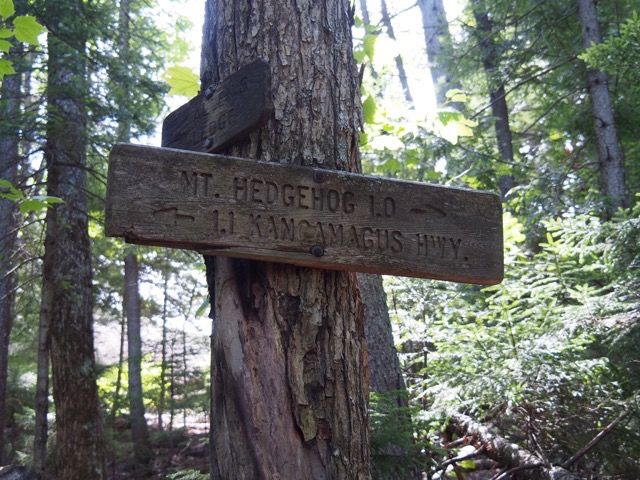 MT. HEDGEHOG 1.0 →
← 1.1 KANCAMAGUS HWY.